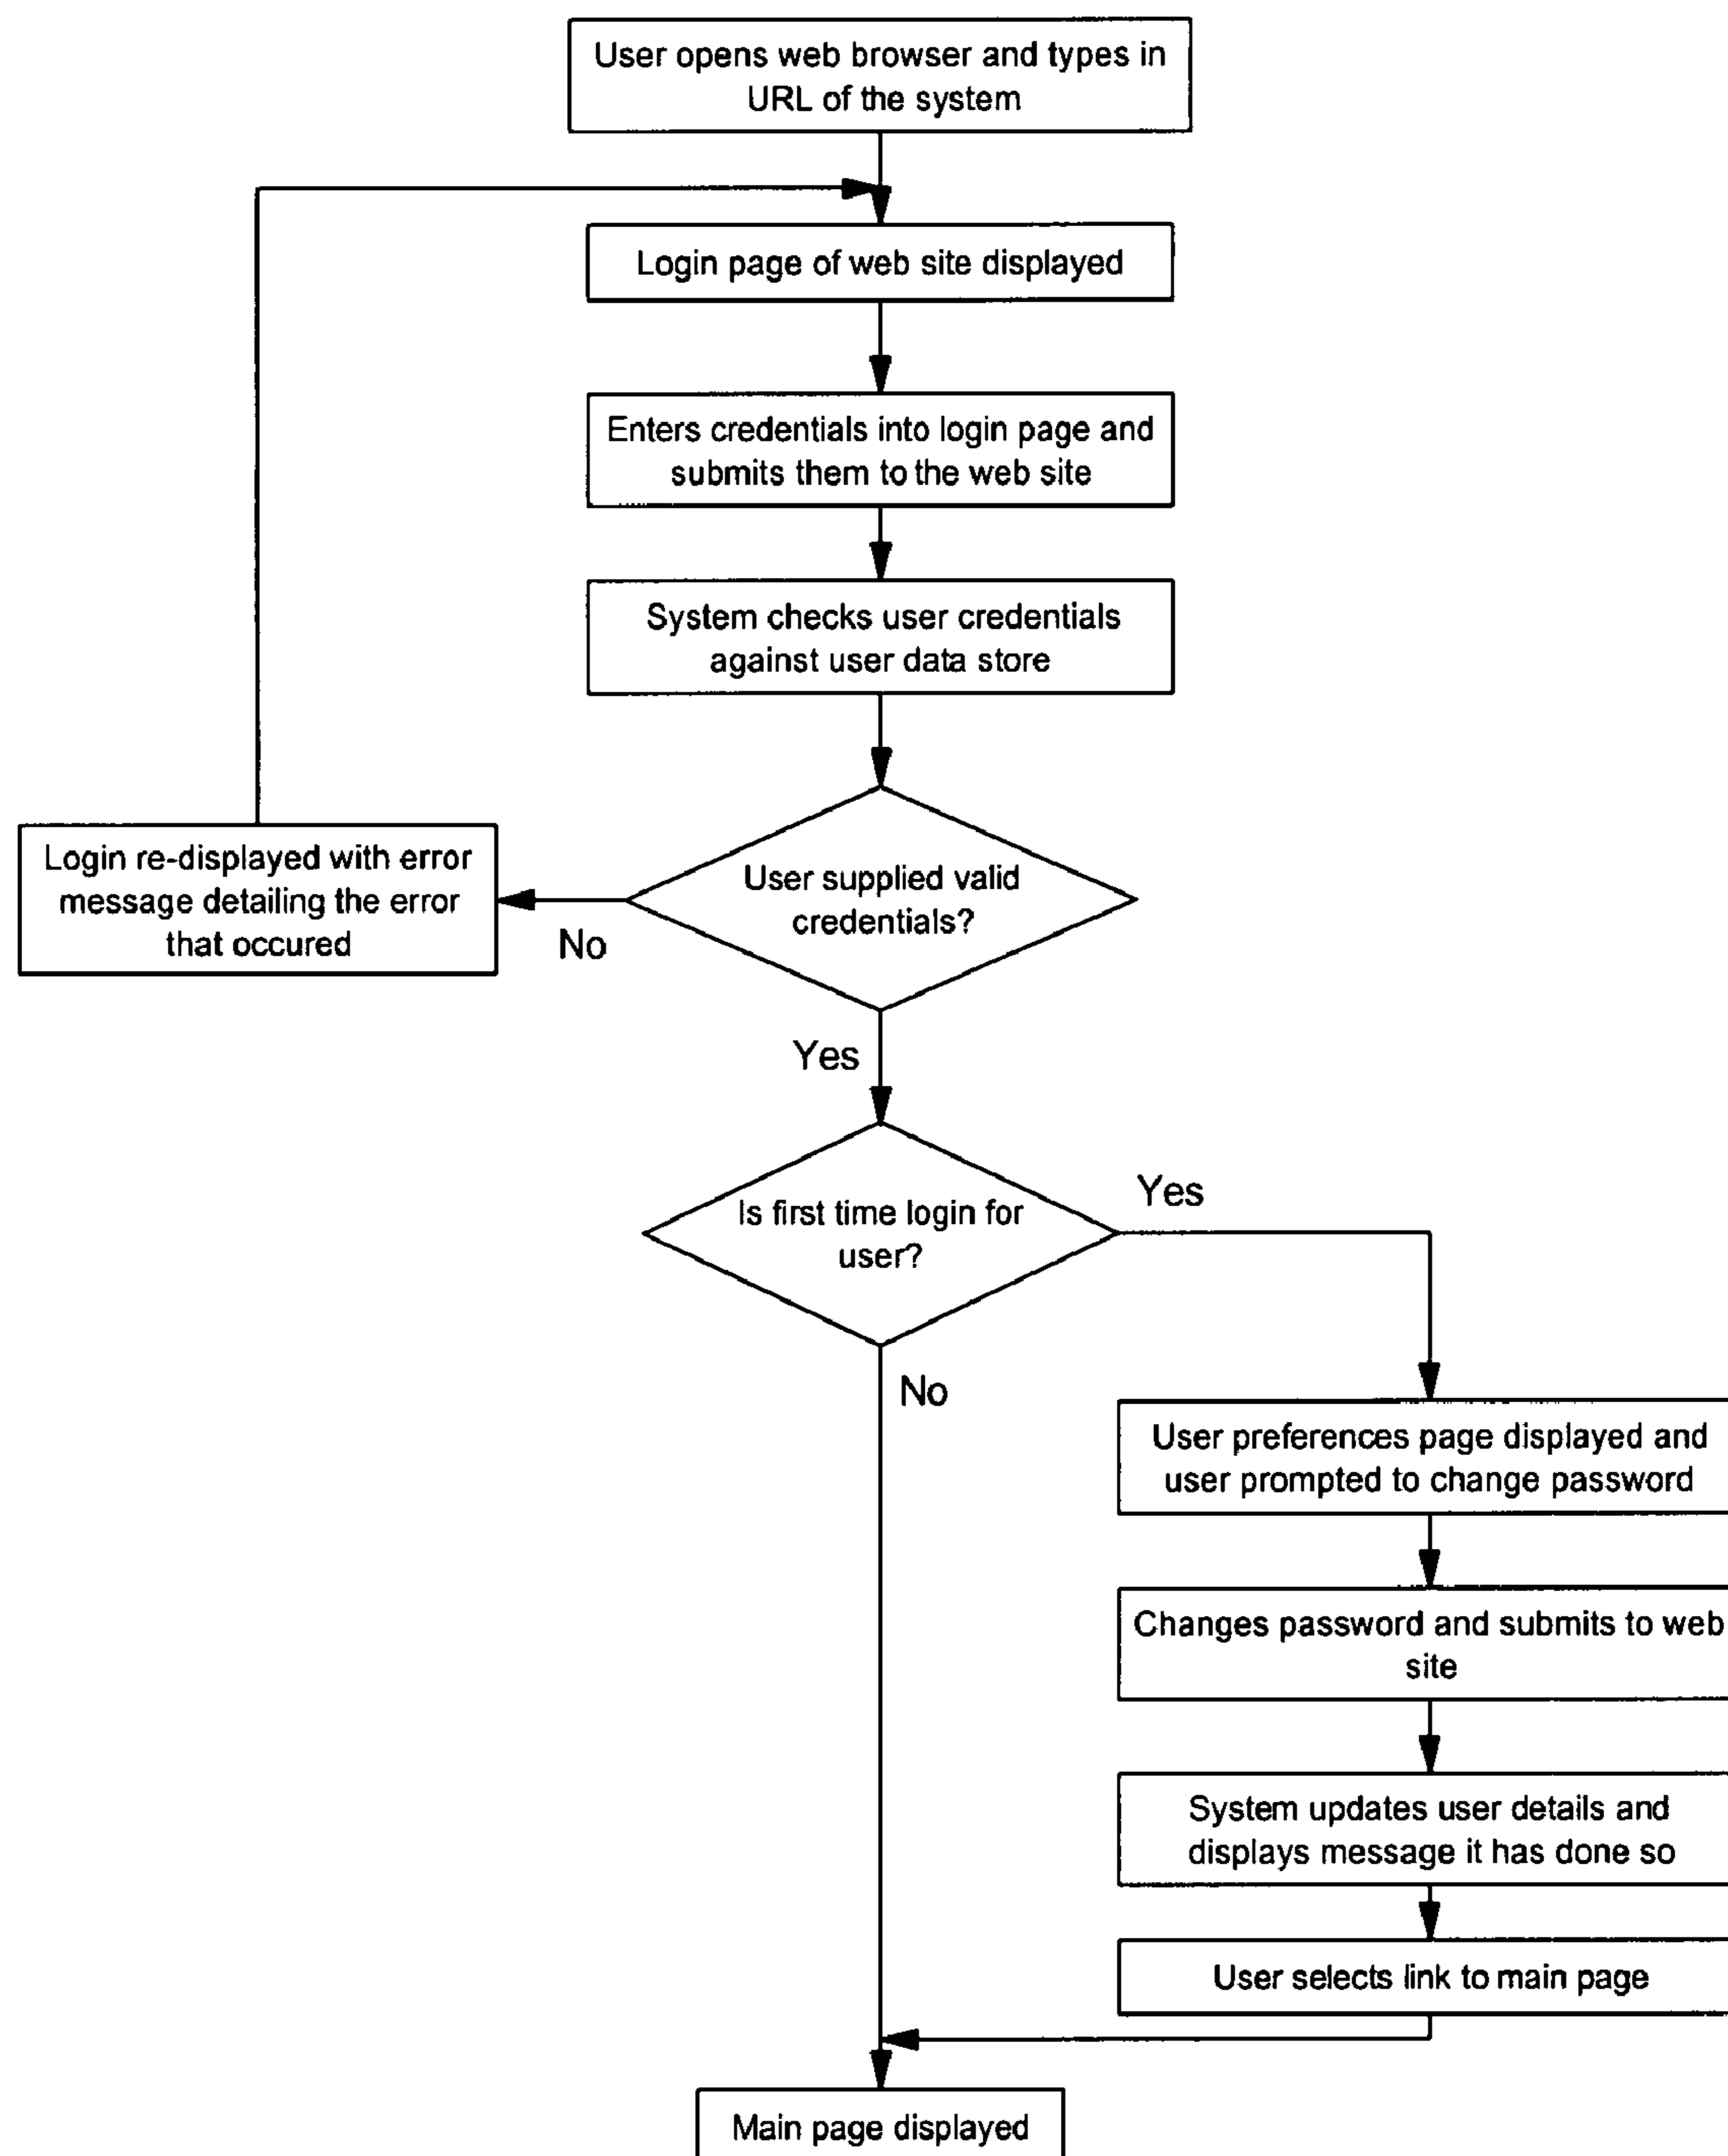 User opens web browser and types in
URL of the system
Login page of web site displayed
Enters credentials into login page and
submits them to the web site
System checks user credentials
against user data store
User supplied valid
credentials?
No
Login re-displayed with error
message detailing the error
that occured
Yes
Is first time login for
user?
Yes
No
User preferences page displayed and
user prompted to change password
Changes password and submits to web
site
System updates user details and
displays message it has done so
User selects link to main page
Main page displayed